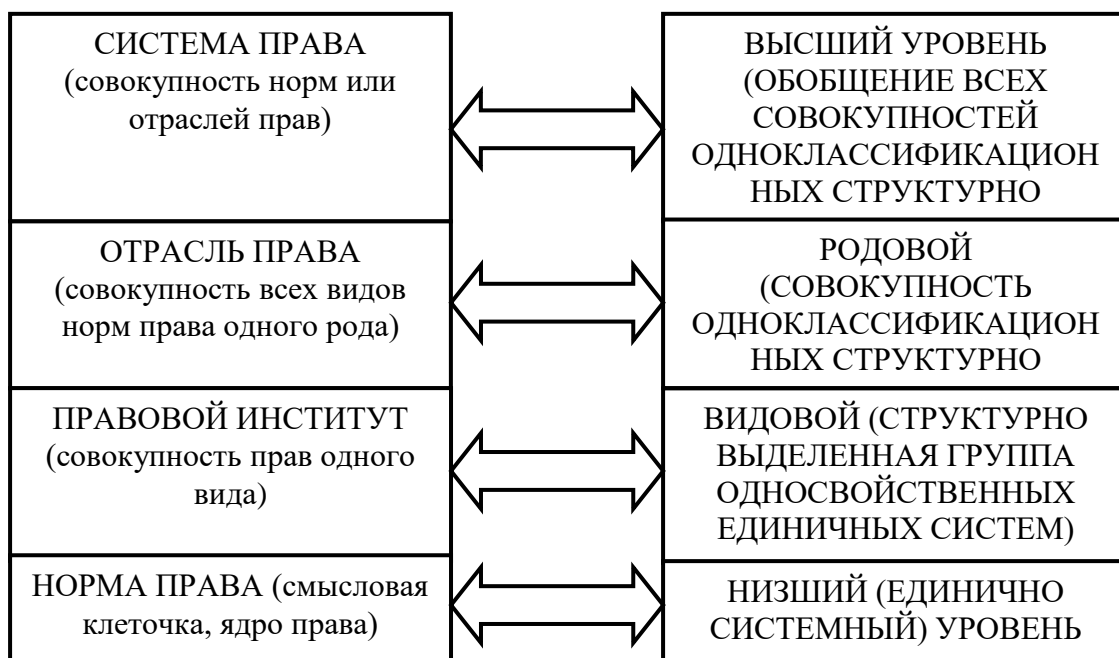 СИСТЕМА ПРАВА
(совокупность норм или
отраслей прав)
ВЫСШИЙ УРОВЕНЬ
(ОБОБЩЕНИЕ ВСЕХ
СОВОКУПНОСТЕЙ
ОДНОКЛАССИФИКАЦИОН
НЫХ СТРУКТУРНО
ОТРАСЛЬ ПРАВА
(совокупность всех видов
норм права одного рода)
РОДОВОЙ
(СОВОКУПНОСТЬ
ОДНОКЛАССИФИКАЦИОН
НЫХ СТРУКТУРНО
ПРАВОВОЙ ИНСТИТУТ
(совокупность прав одного
вида)
ВИДОВОЙ (СТРУКТУРНО
ВЫДЕЛЕННАЯ ГРУППА
ОДНОСВОЙСТВЕННЫХ
ЕДИНИЧНЫХ СИСТЕМ)
НОРМА ПРАВА (смысловая
клеточка, ядро права)
НИЗШИЙ (ЕДИНИЧНО
СИСТЕМНЫЙ) УРОВЕНЬ